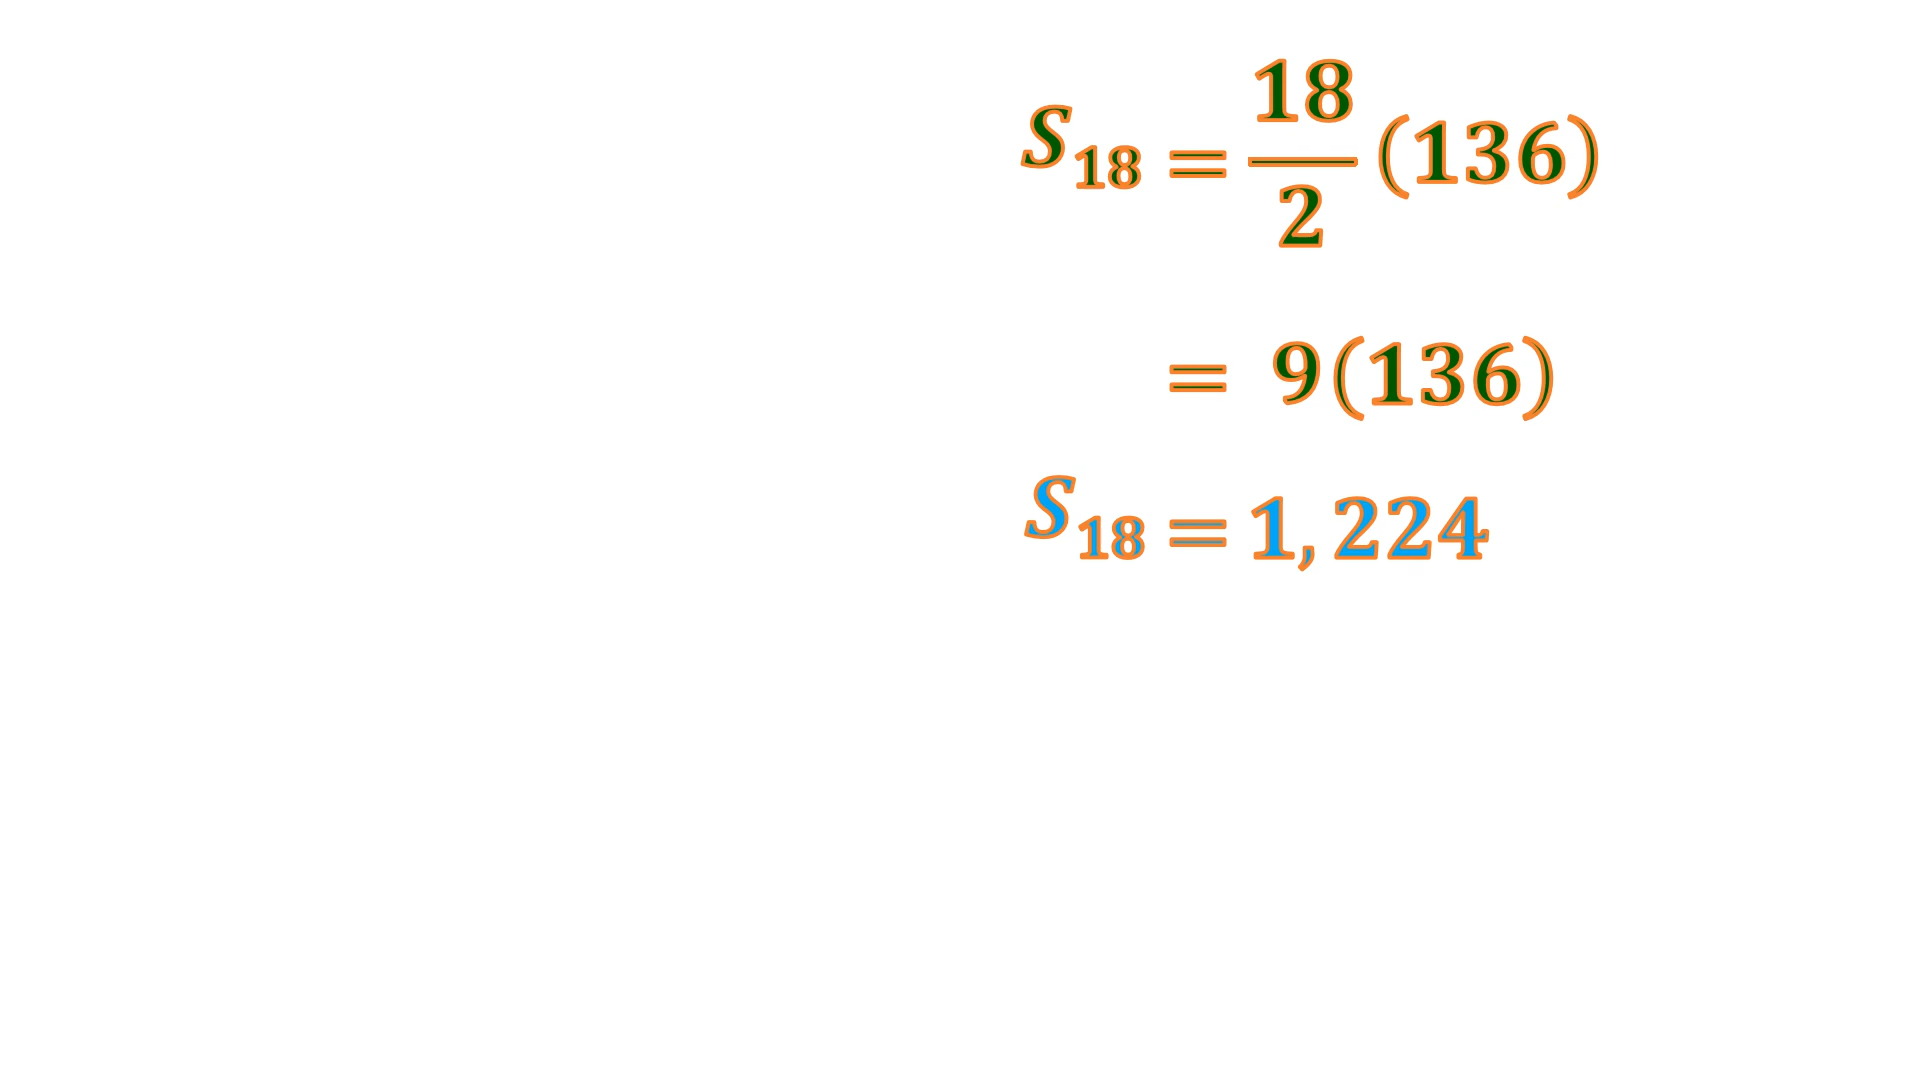 S₁₈ = 18/2 (136)
= 9(136)
S₁₈ = 1, 224